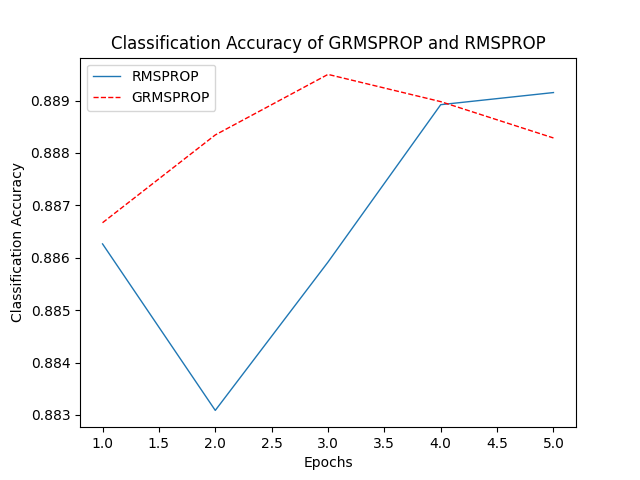 Classification Accuracy of GRMSPROP and RMSPROP
RMSPROP
GRMSPROP
Classification Accuracy
0.889
0.888
0.887
0.886
0.885
0.884
0.883
1.0 1.5 2.0 2.5 3.0 3.5 4.0 4.5 5.0
Epochs